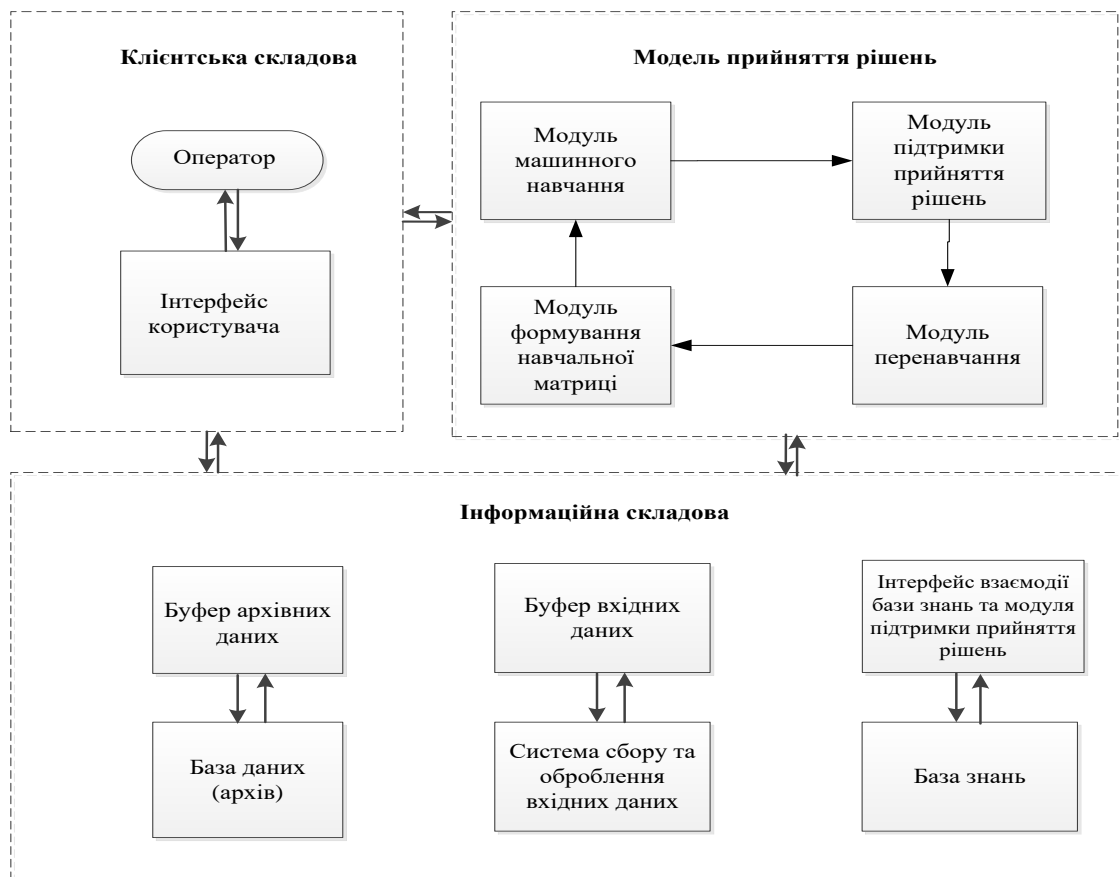 Клієнтська складова
Оператор
Інтерфейс
користувача
Модель прийняття рішень
Модуль
машинного
навчання
Модуль
підтримки
прийняття
рішень
Модуль
формування
навчальної
матриці
Модуль
перенавчання
Інформаційна складова
Буфер архівних
даних
Буфер вхідних
даних
Інтерфейс взаємодії
бази знань та модуля
підтримки прийняття
рішень
База даних
(архів)
Система сбору та
оброблення
вхідних даних
База знань